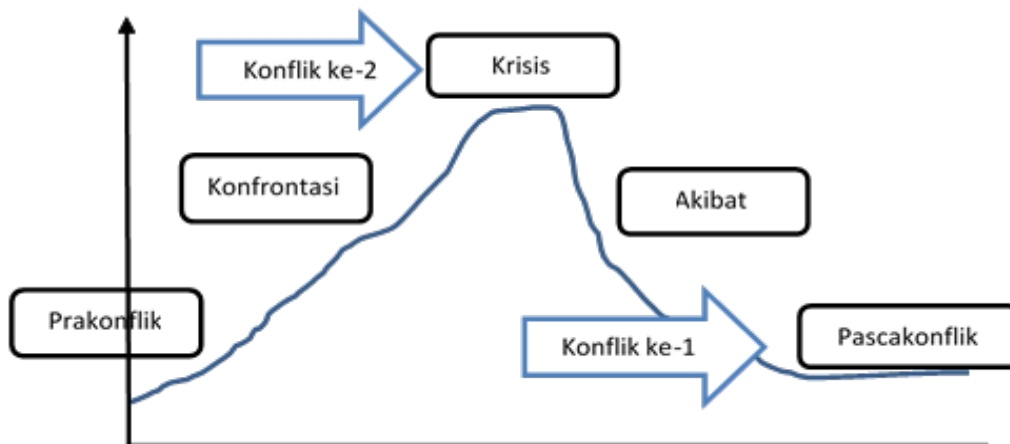 Konflik ke-2
Krisis
Konfrontasi
Akibat
Prakonflik
Konflik ke-1
Pascakonflik